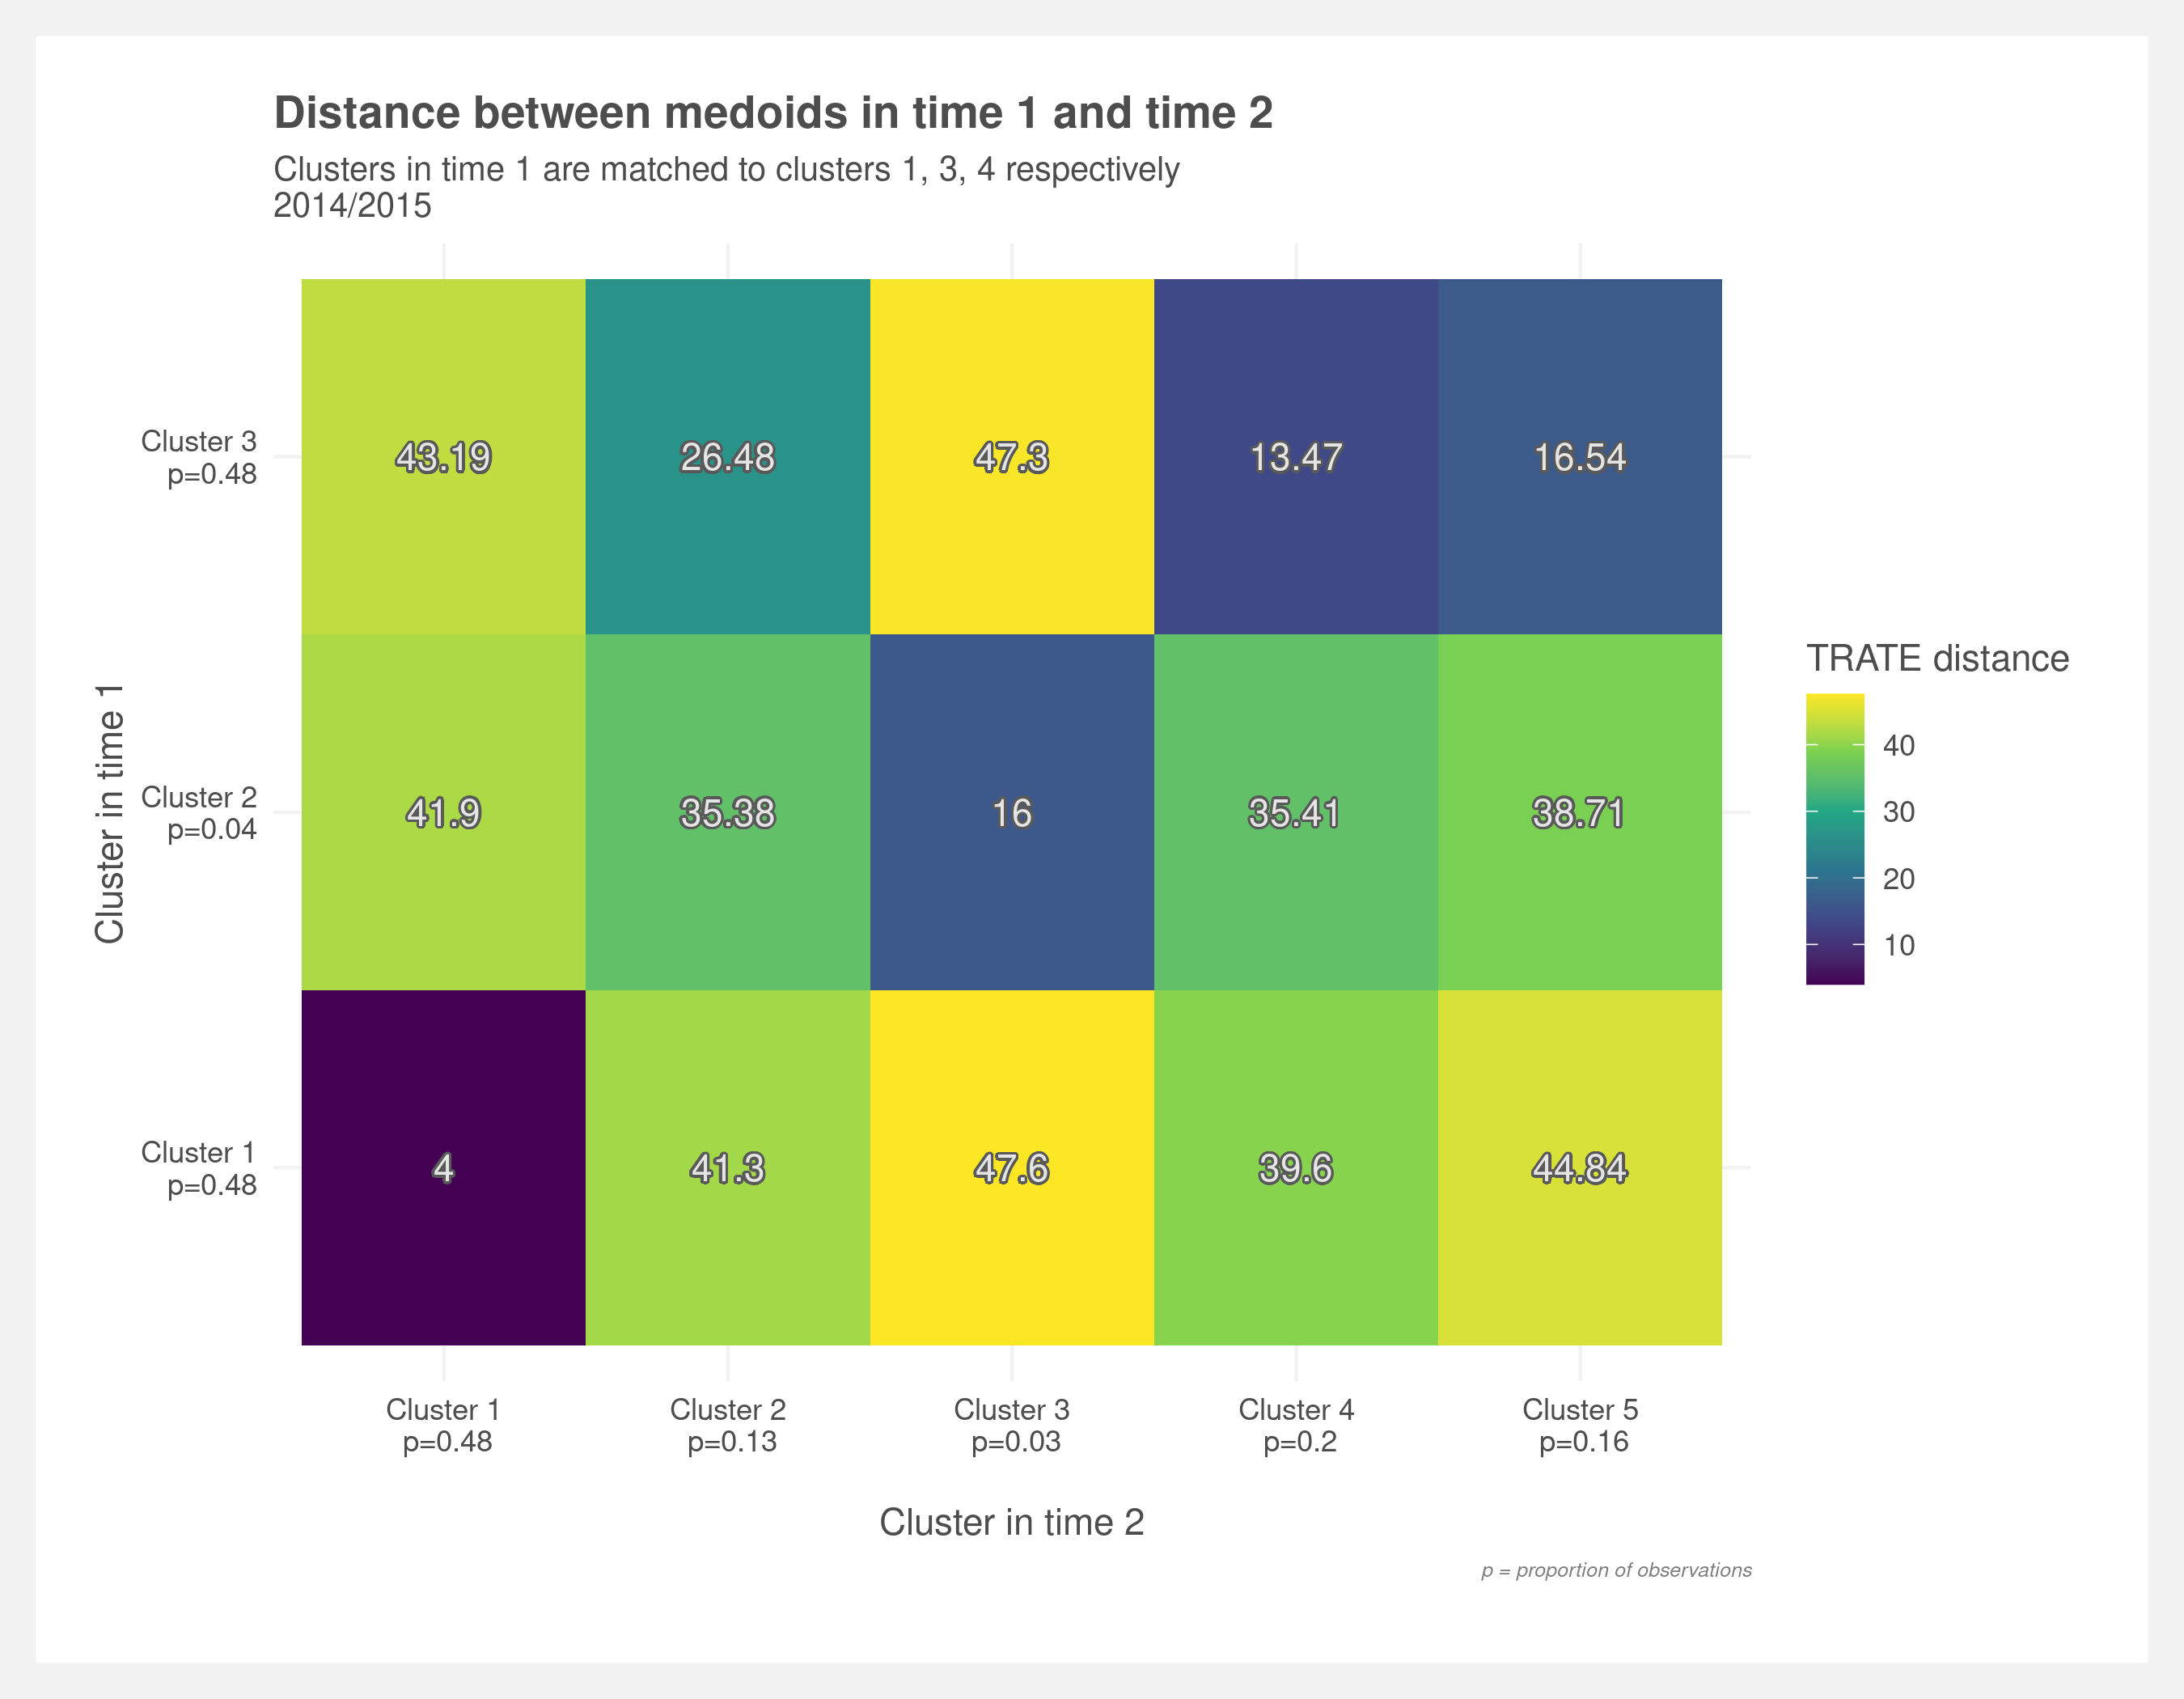 Distance between medoids in time 1 and time 2
Clusters in time 1 are matched to clusters 1, 3, 4 respectively
2014/2015
Cluster in time 1
Cluster 3
p=0.48
43.19 26.48 47.3 13.47 16.54
Cluster 2
p=0.04
41.9 35.38 16 35.41 38.71
Cluster 1
p=0.48
4 41.3 47.6 39.6 44.84
Cluster 1 Cluster 2 Cluster 3 Cluster 4 Cluster 5
p=0.48 p=0.13 p=0.03 p=0.2 p=0.16
Cluster in time 2
TRATE distance
40
30
20
10
p = proportion of observations